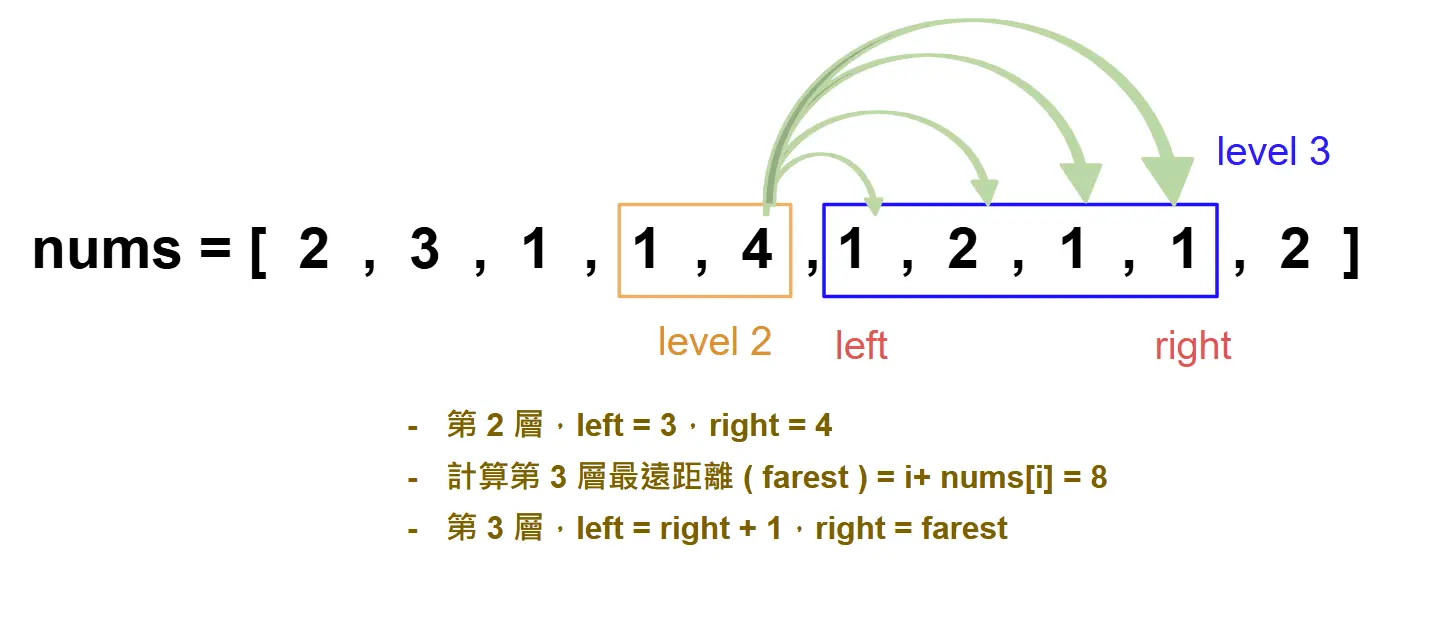 level 3
nums = [ 2 , 3 , 1 , 1 , 4 , 1 , 2 , 1 , 1 , 2 ]
level 2 left right
- 第 2 層,left = 3,right = 4
- 計算第 3 層最遠距離 ( farest ) = i+ nums[i] = 8
- 第 3 層,left = right + 1,right = farest